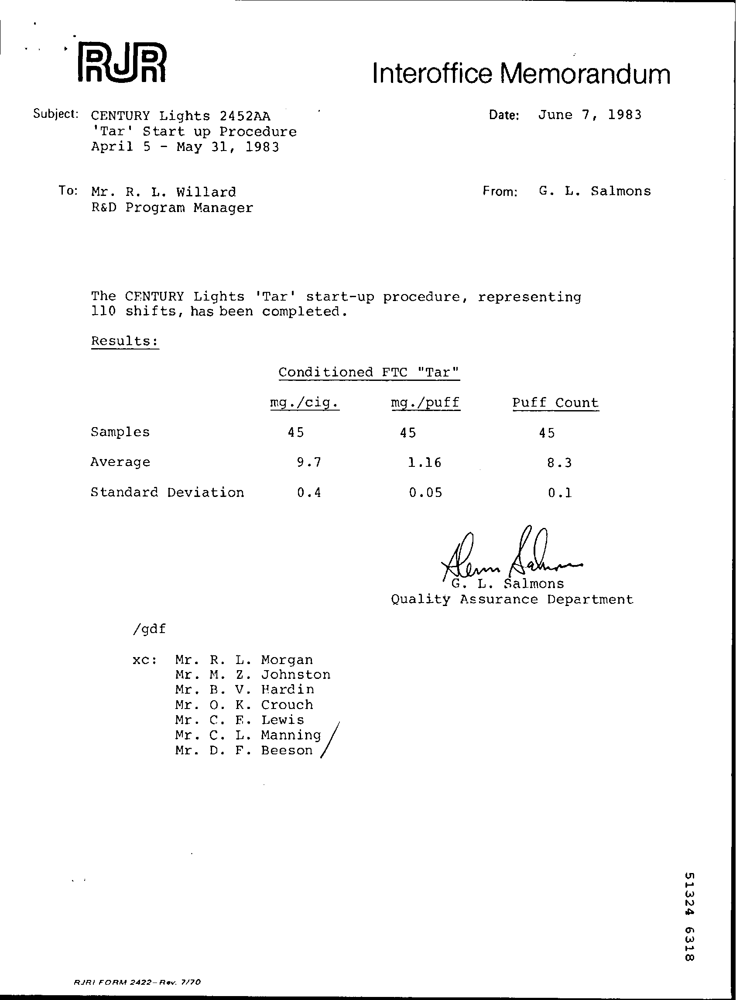 RJR
Interoffice Memorandum
Subject: CENTURY Lights 2452AA
'Tar' Start up Procedure
April 5 - May 31, 1983
Date: June 7, 1983
To: Mr. R. L. Willard
R&D Program Manager
From: G. L. Salmons
The CENTURY Lights 'Tar' start-up procedure, representing
110 shifts, has been completed.
Results:
Conditioned FTC "Tar"
mg./cig. mg./puff Puff Count
Samples 45 45 45
Average 9.7 1.16 8.3
Standard Deviation 0.4 0.05 0.1
Glenn Salmons
G. L. Salmons
Quality Assurance Department
/gdf
xc: Mr. R. L. Morgan
Mr. M. Z. Johnston
Mr. B. V. Hardin
Mr. O. K. Crouch
Mr. C. E. Lewis
Mr. C. L. Manning
Mr. D. F. Beeson
51324 6318
RJRI FORM 2422-Rev. 7/70